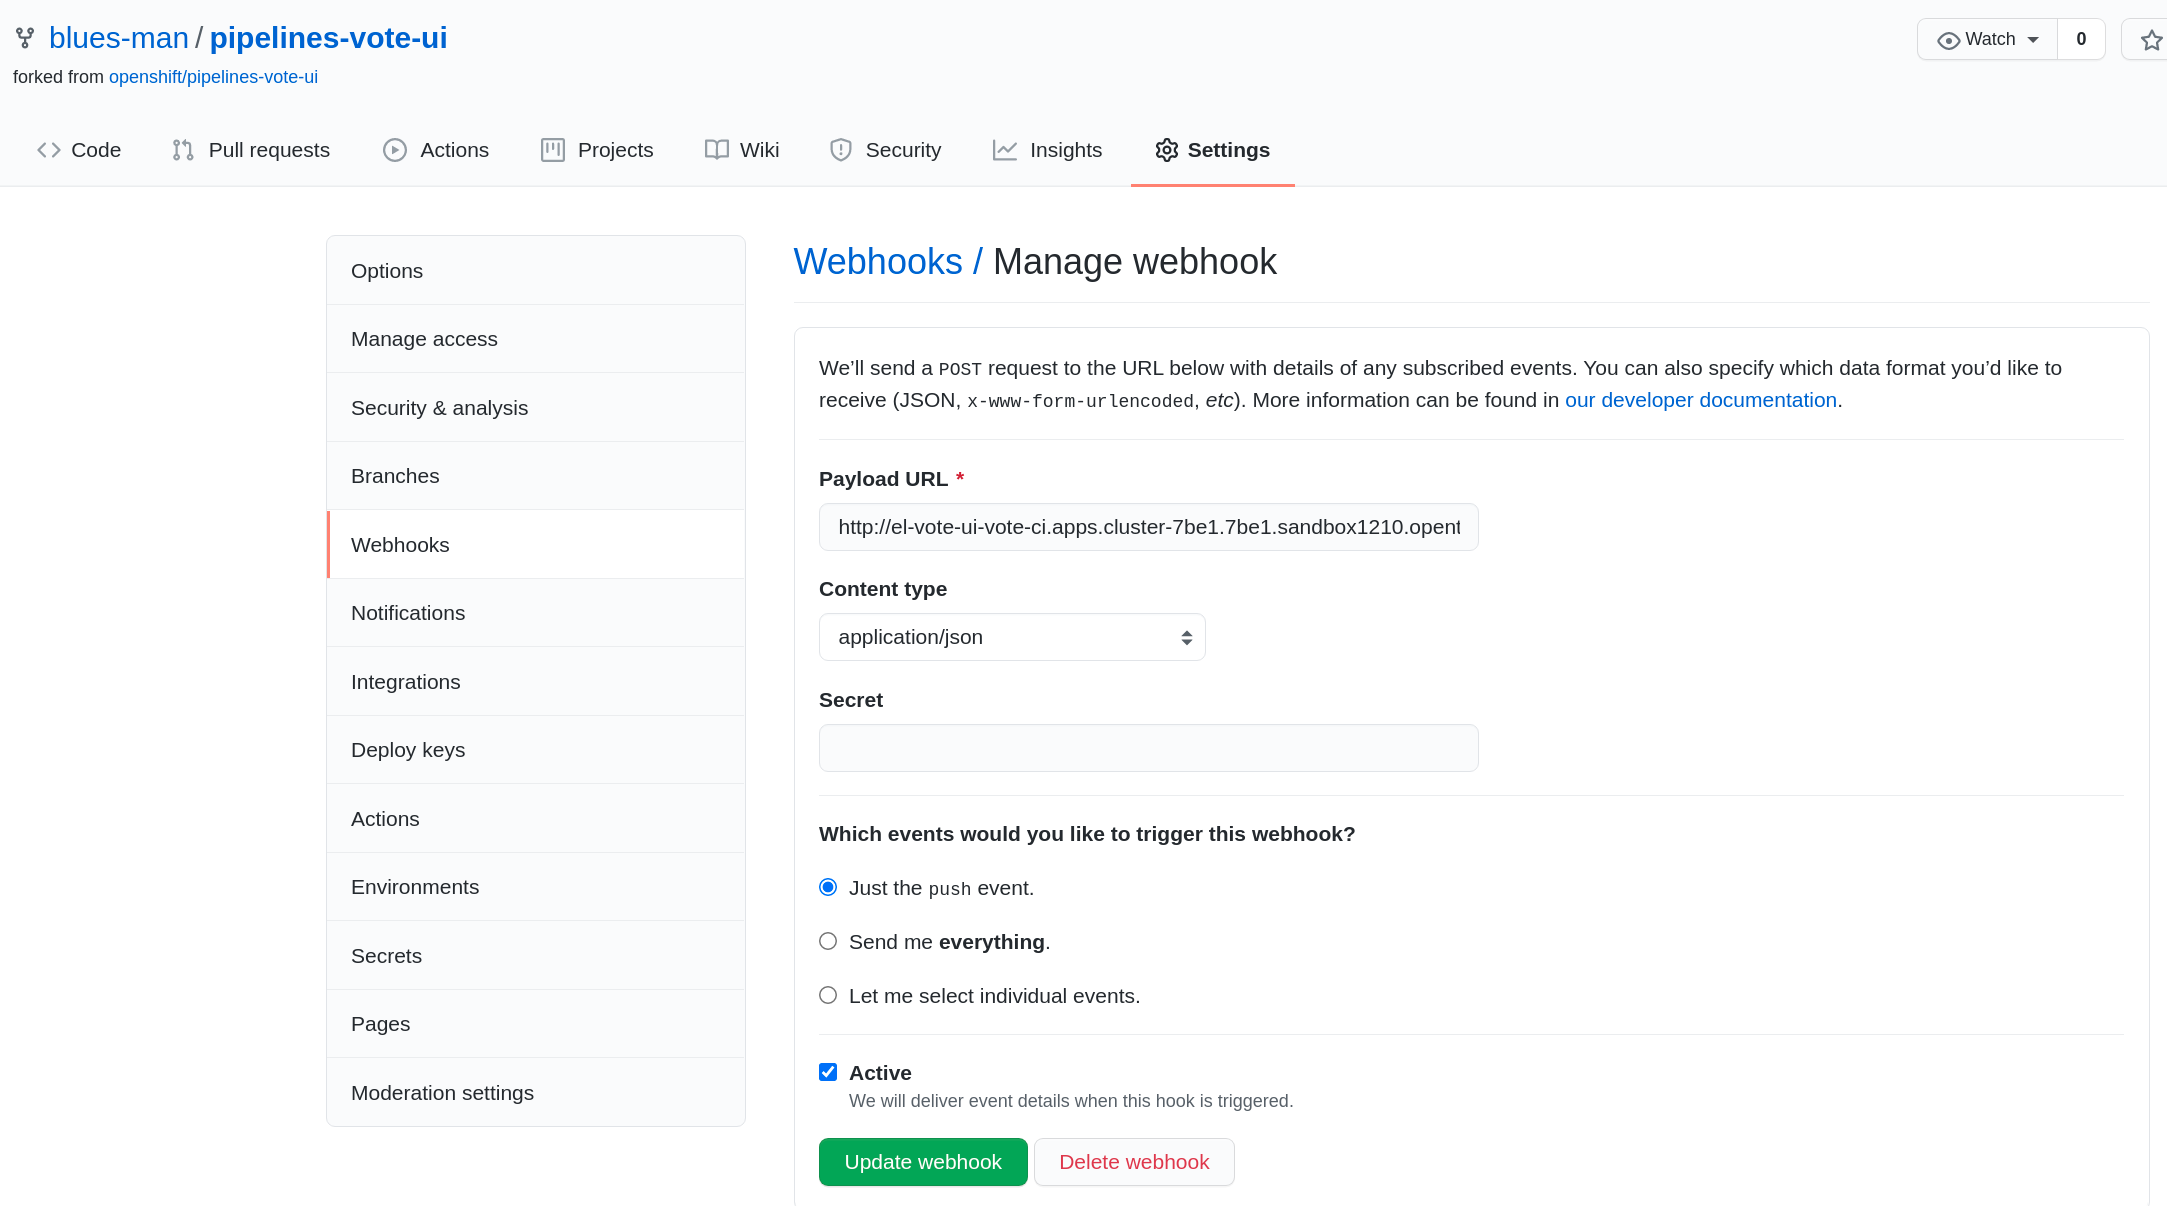 blues-man / pipelines-vote-ui
Watch 0
forked from openshift/pipelines-vote-ui
Code Pull requests Actions Projects Wiki Security Insights Settings
Options
Manage access
Security & analysis
Branches
Webhooks
Notifications
Integrations
Deploy keys
Actions
Environments
Secrets
Pages
Moderation settings
Webhooks / Manage webhook
We’ll send a POST request to the URL below with details of any subscribed events. You can also specify which data format you’d like to
receive (JSON, x-www-form-urlencoded, etc). More information can be found in our developer documentation.
Payload URL *
http://el-vote-ui-vote-ci.apps.cluster-7be1.7be1.sandbox1210.opent
Content type
application/json
Secret
Which events would you like to trigger this webhook?
Just the push event.
Send me everything.
Let me select individual events.
Active
We will deliver event details when this hook is triggered.
Update webhook Delete webhook